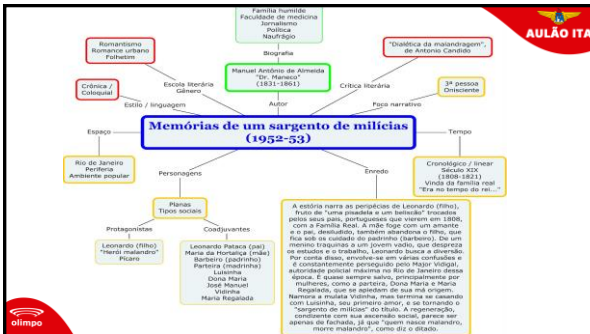 Família humilde
Faculdade de medicina
Jornalismo
Política
Naufrágio
AULÃO ITA
Romantismo
Romance urbano
Folhetim
Biografia
"Dialética da malandragem",
de Antonio Candido
Manuel Antônio de Almeida
"Dr. Maneco"
(1831-1861)
Escola literária
Gênero
Crítica literária
Crônica /
Coloquial
3ª pessoa
Onisciente
Autor
Estilo / linguagem
Foco narrativo
Espaço
Memórias de um sargento de milícias
(1952-53)
Tempo
Rio de Janeiro
Periferia
Ambiente popular
Personagens
Enredo
Cronológico / linear
Século XIX
(1808-1821)
Vinda da família real
"Era no tempo do rei..."
Planas
Tipos sociais
Protagonistas
Coadjuvantes
Leonardo (filho)
"Herói malandro"
Pícaro
Leonardo Pataca (pai)
Maria da Hortaliça (mãe)
Barbeiro (padrinho)
Parteira (madrinha)
Luisinha
Dona Maria
José Manuel
Vidinha
Maria Regalada
A estória narra as peripécias de Leonardo (filho),
fruto de "uma pisadela e um beliscão" trocados
pelos seus pais, portugueses que vieram em 1808,
com a Família Real. A mãe foge com um amante
e o pai, desiludido, também abandona o filho, que
fica sob os cuidado do padrinho (barbeiro). De um
menino traquinas a um jovem vadio, que despreza
os estudos e o trabalho, Leonardo busca a diversão.
Por conta disso, envolve-se em várias confusões e
é constantemente perseguido pelo Major Vidigal,
autoridade policial máxima no Rio de Janeiro dessa
época. É quase sempre salvo, principalmente por
mulheres, como a parteira, Dona Maria e Maria
Regalada, que se apiedam de sua má origem.
Namora a mulata Vidinha, mas termina se casando
com Luisinha, seu primeiro amor, e se tornando o
"sargento de milícias" do título. A regeneração,
condizente com sua ascensão social, parece ser
apenas de fachada, já que "quem nasce malandro,
morre malandro", como diz o ditado.
olimpo